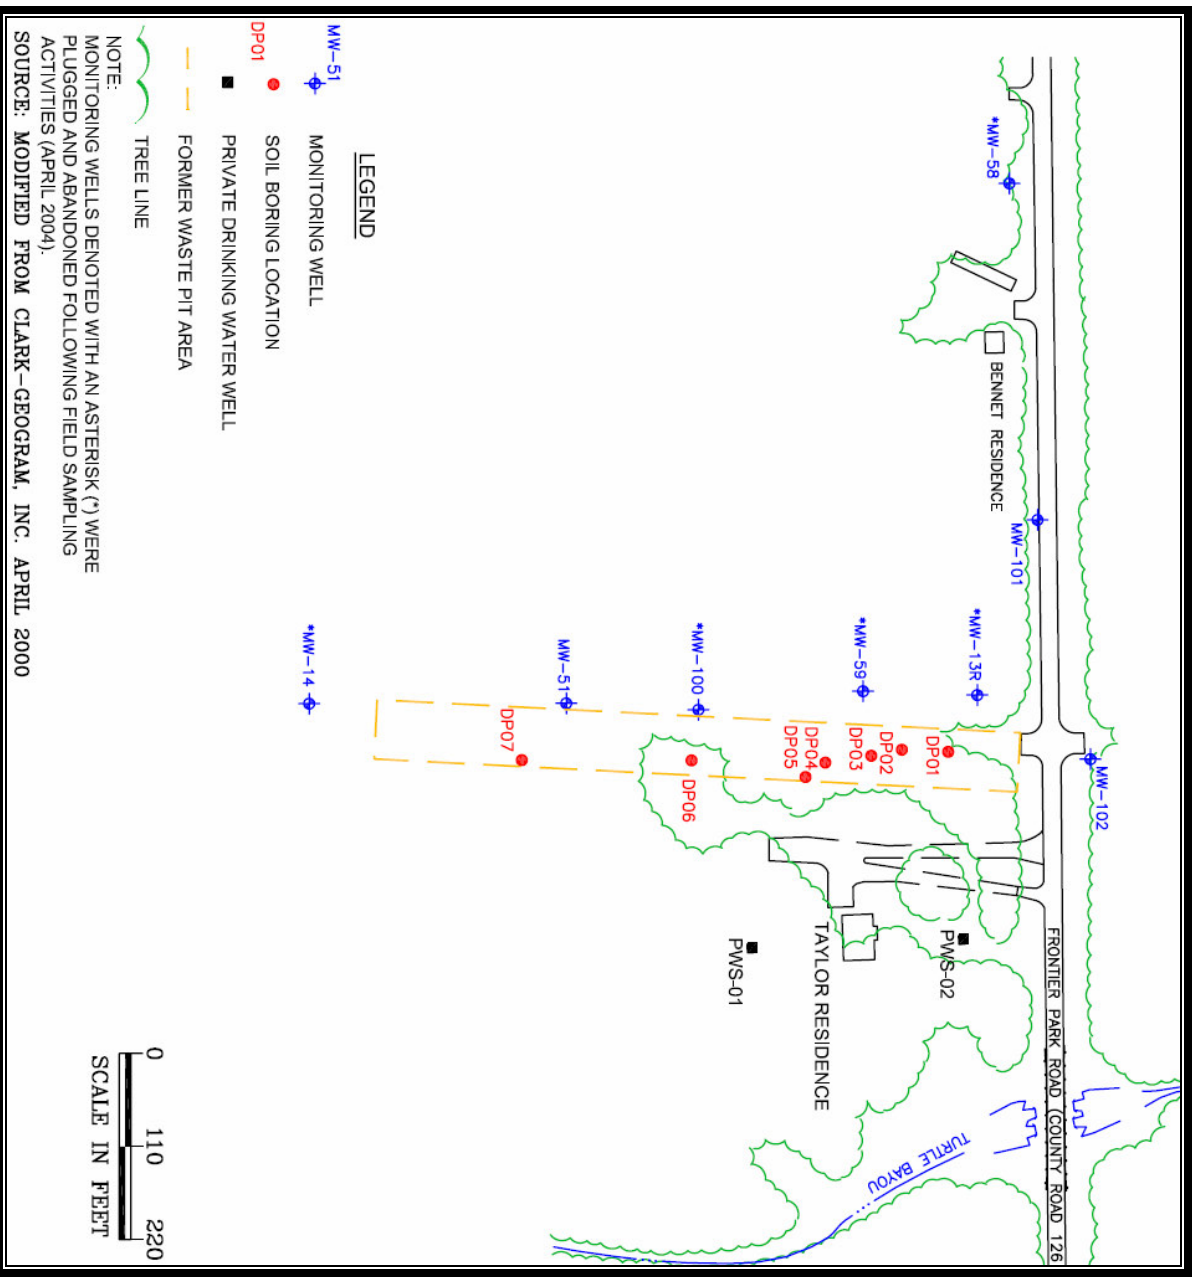 *MW-58
BENNET RESIDENCE
MW-101
*MW-13R
*MW-59
*MW-100
MW-51
*MW-14
MW-102
DP01
DP02
DP03
DP04
DP05
DP06
DP07
FRONTIER PARK ROAD (COUNTY ROAD 126
PWS-02
TAYLOR RESIDENCE
PWS-01
TURTLE BAYOU
LEGEND
MW-51
MONITORING WELL
DP01
SOIL BORING LOCATION
PRIVATE DRINKING WATER WELL
FORMER WASTE PIT AREA
TREE LINE
NOTE:
MONITORING WELLS DENOTED WITH AN ASTERISK (*) WERE
PLUGGED AND ABANDONED FOLLOWING FIELD SAMPLING
ACTIVITIES (APRIL 2004).
SOURCE: MODIFIED FROM CLARK-GEOGRAM, INC. APRIL 2000
0 110 220
SCALE IN FEET